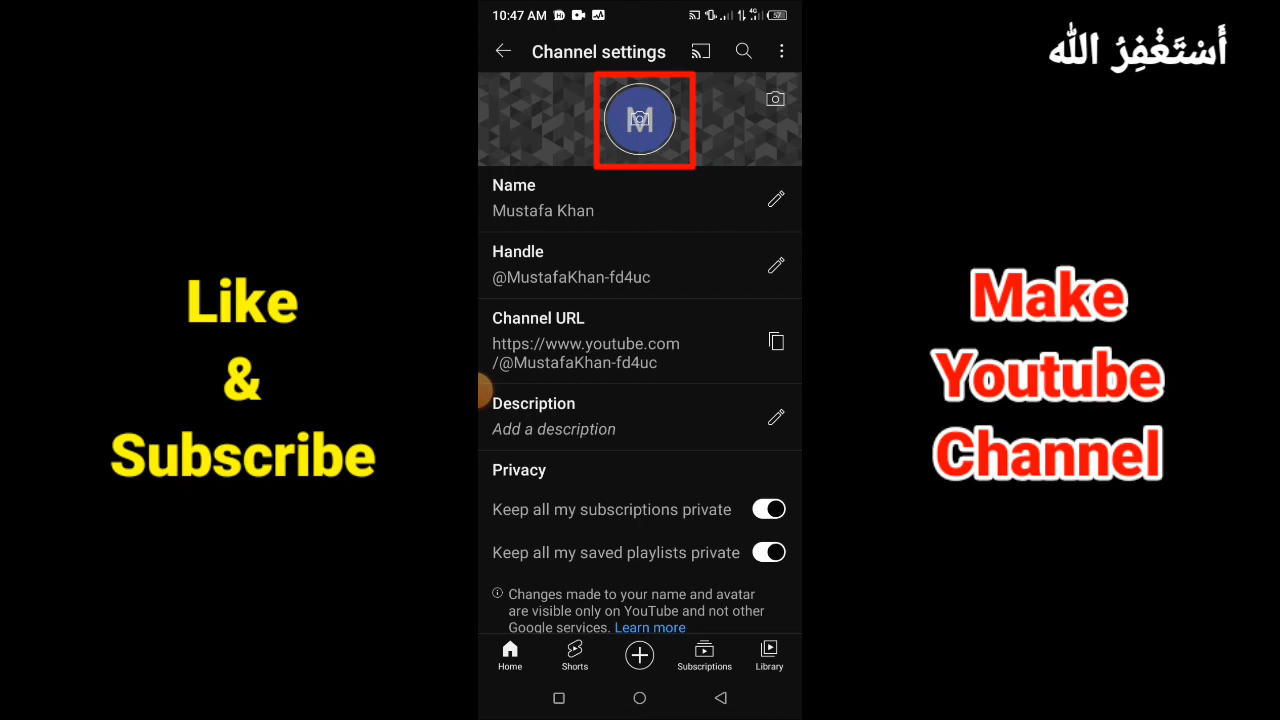 10:47 AM
4G
57
Channel settings
أَسْتَغْفِرُ الله
M
Name
Mustafa Khan
Handle
@MustafaKhan-fd4uc
Channel URL
https://www.youtube.com
/@MustafaKhan-fd4uc
Description
Add a description
Privacy
Keep all my subscriptions private
Keep all my saved playlists private
Changes made to your name and avatar
are visible only on YouTube and not other
Google services. Learn more
Home
Shorts
Subscriptions
Library
Like
&
Subscribe
Make
Youtube
Channel